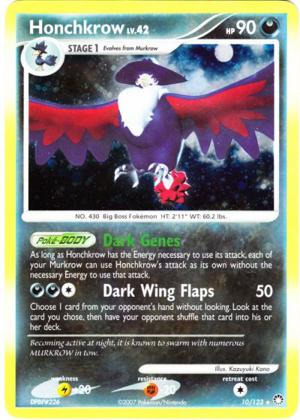 Honchkrow LV.42 HP 90
STAGE 1 Evolves from Murkrow
NO. 430 Big Boss Pokémon HT: 2'11" WT: 60.2 lbs.
Poké-BODY Dark Genes
As long as Honchkrow has the Energy necessary to use its attack, each of
your Murkrow can use Honchkrow's attack as its own without the
necessary Energy to use that attack.
Dark Wing Flaps 50
Choose 1 card from your opponent's hand without looking. Look at the
card you chose, then have your opponent shuffle that card into his or
her deck.
Becoming active at night, it is known to swarm with numerous
MURKROW in tow.
weakness +20 resistance -20 retreat cost
Illus. Kazuyuki Kano
DPBP#226 ©2007 Pokémon/Nintendo 10/123